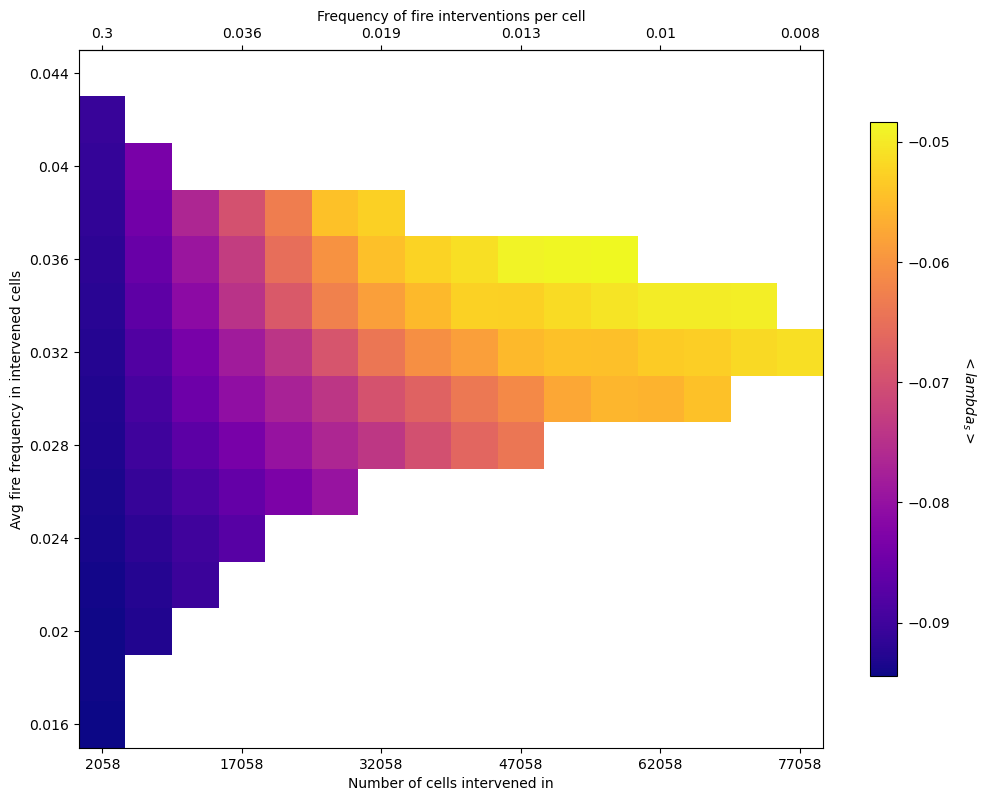 Frequency of fire interventions per cell
0.3 0.036 0.019 0.013 0.01 0.008
0.044
0.04
0.036
0.032
0.028
0.024
0.02
0.016
Avg fire frequency in intervened cells
2058 17058 32058 47058 62058 77058
Number of cells intervened in
−0.05
−0.06
−0.07
−0.08
−0.09
< lambda_s >